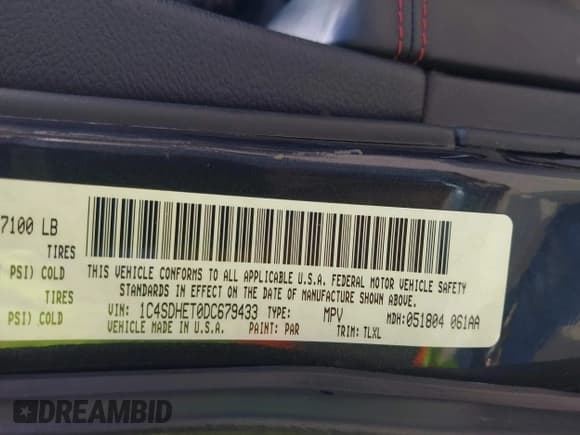 7100 LB
TIRES
PSI) COLD
TIRES
PSI) COLD
THIS VEHICLE CONFORMS TO ALL APPLICABLE U.S.A. FEDERAL MOTOR VEHICLE SAFETY
STANDARDS IN EFFECT ON THE DATE OF MANUFACTURE SHOWN ABOVE.
VIN: 1C4SDHET0DC679433 TYPE: MPV MDH: 051804 061AA
VEHICLE MADE IN U.S.A. PAINT: PAR TRIM: TLXL
DREAMBID